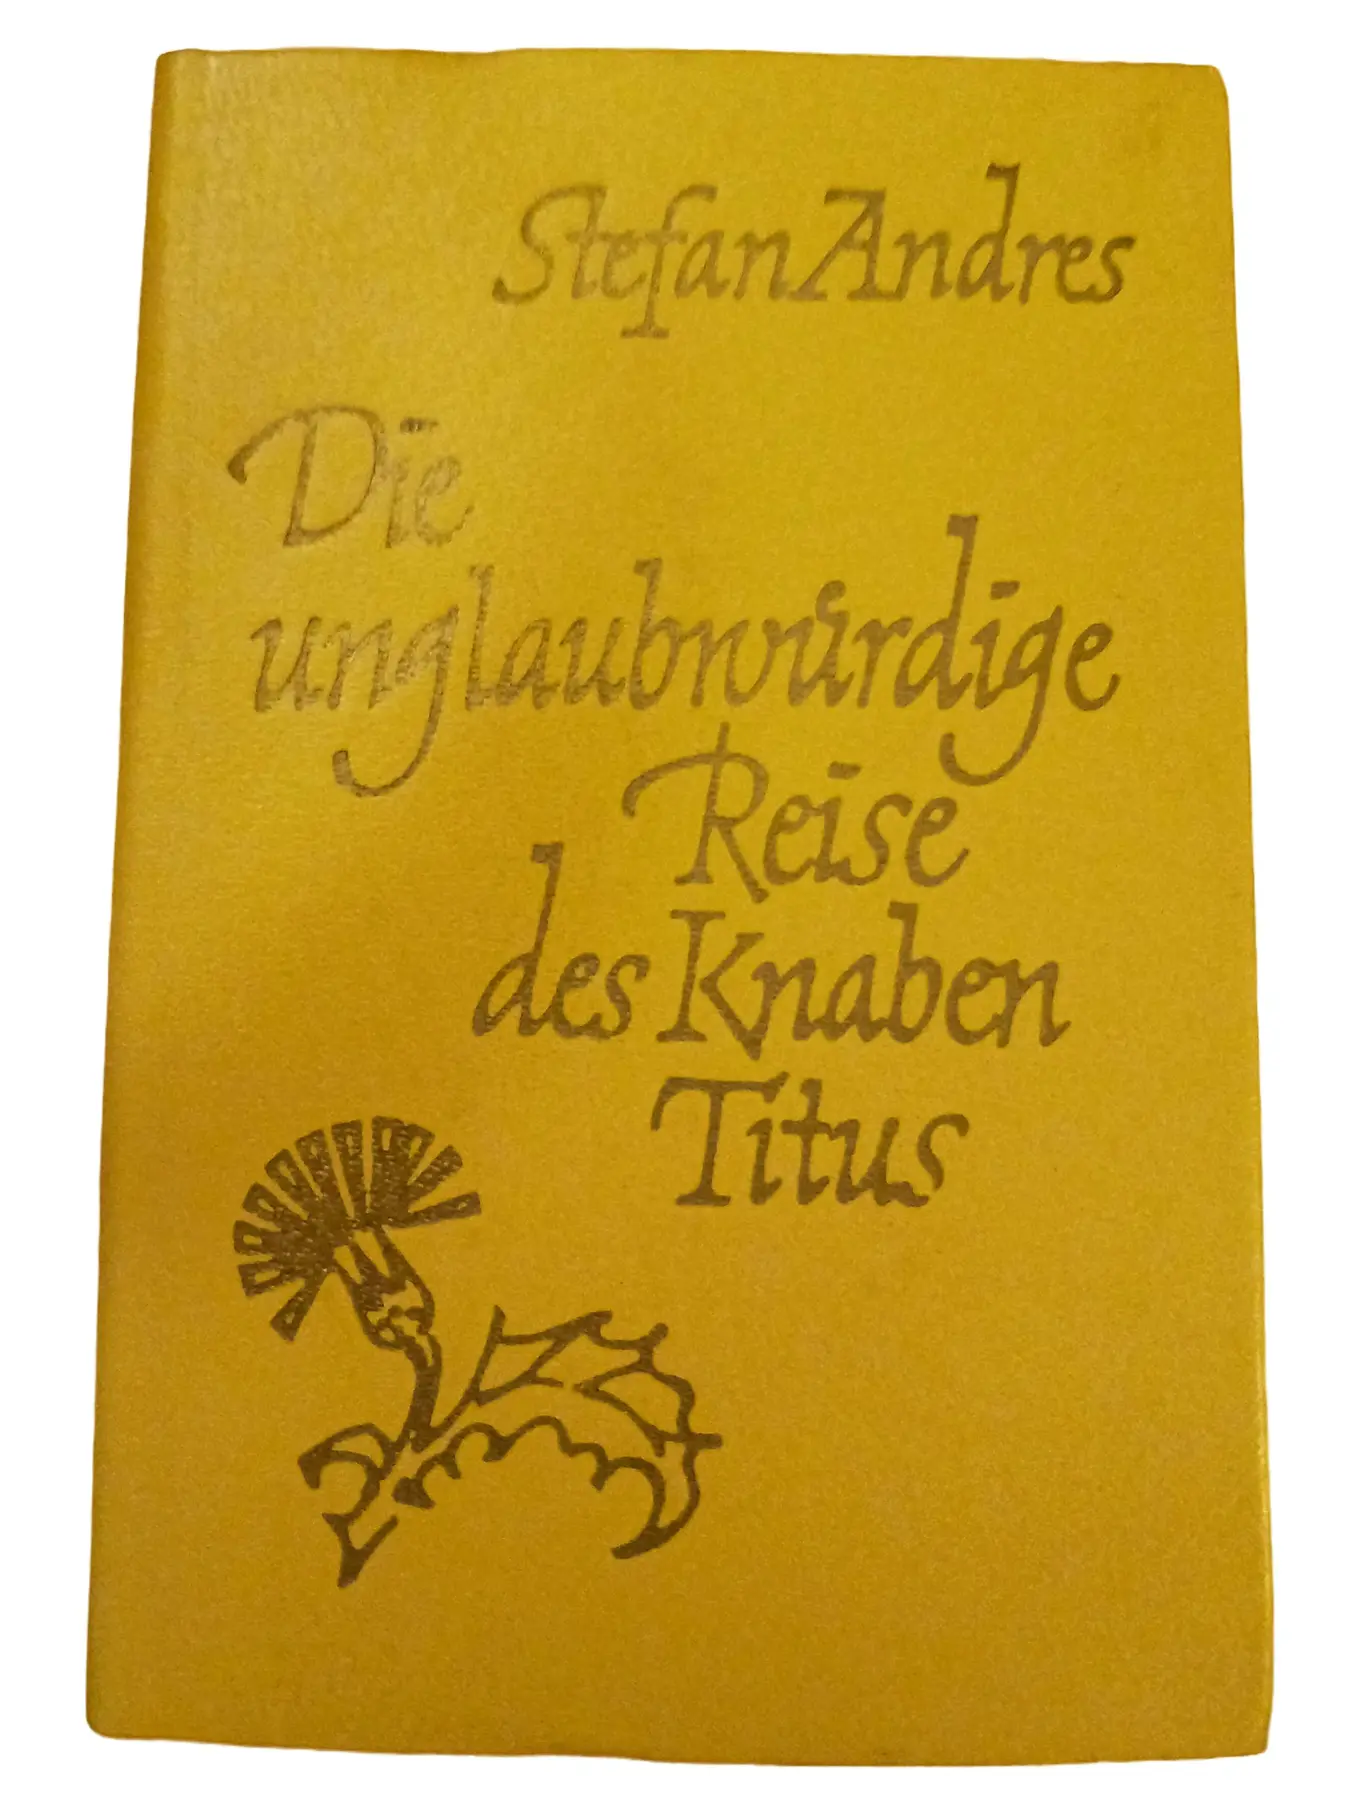 Stefan Andres
Die
unglaubwürdige
Reise
des Knaben
Titus